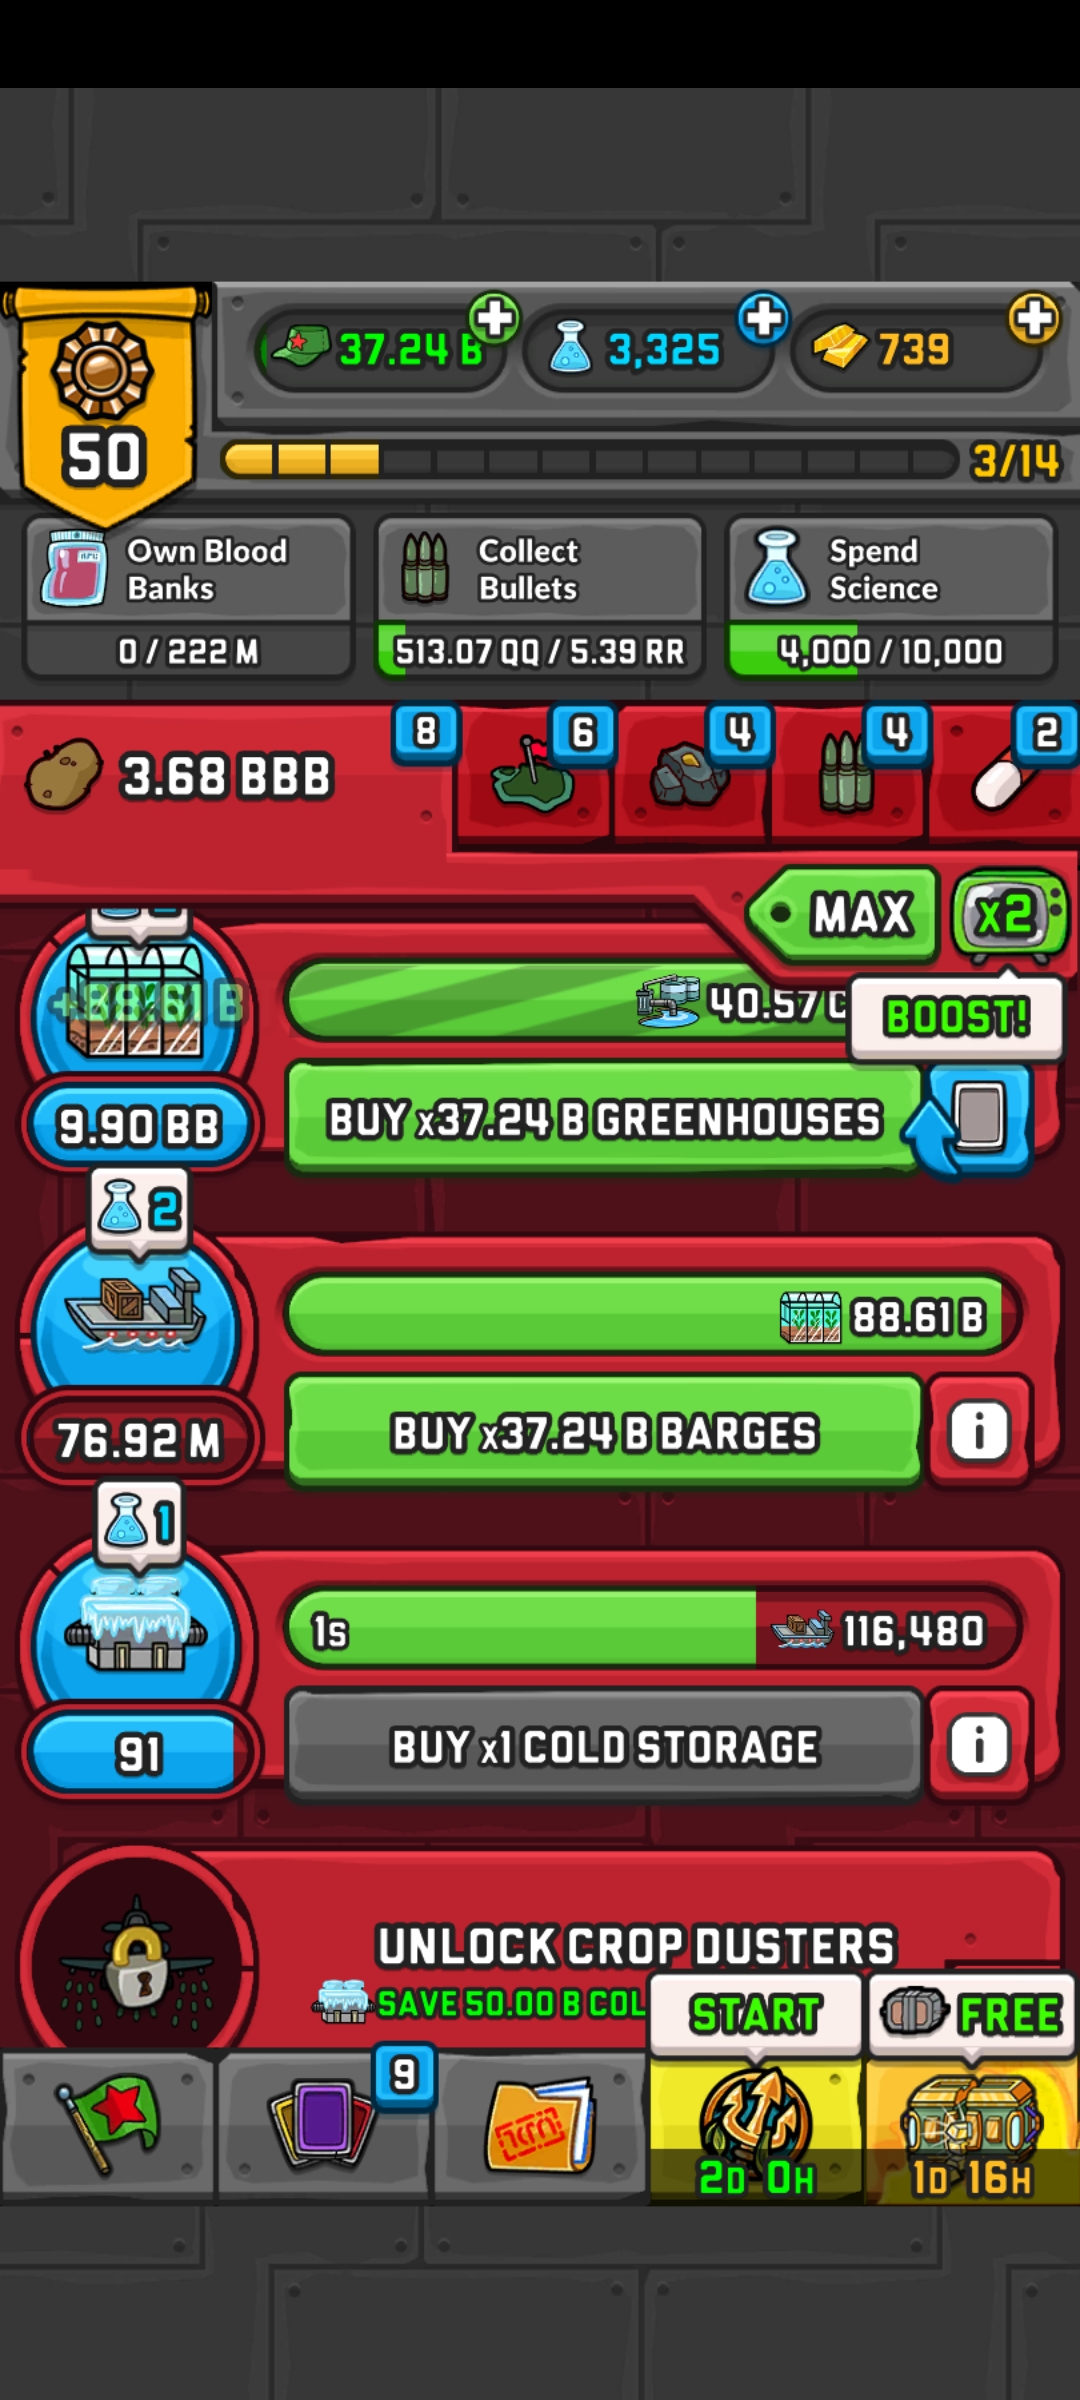 50
37.24 B
3,325
739
3/14
Own Blood Banks
0 / 222 M
Collect Bullets
513.07 QQ / 5.39 RR
Spend Science
4,000 / 10,000
3.68 BBB
8
6
4
4
2
MAX
x2
BOOST!
+88.61 B
40.57
9.90 BB
BUY x37.24 B GREENHOUSES
2
88.61 B
76.92 M
BUY x37.24 B BARGES
1
1s
116,480
91
BUY x1 COLD STORAGE
UNLOCK CROP DUSTERS
SAVE 50.00 B COL
START
FREE
9
2D 0H
1D 16H